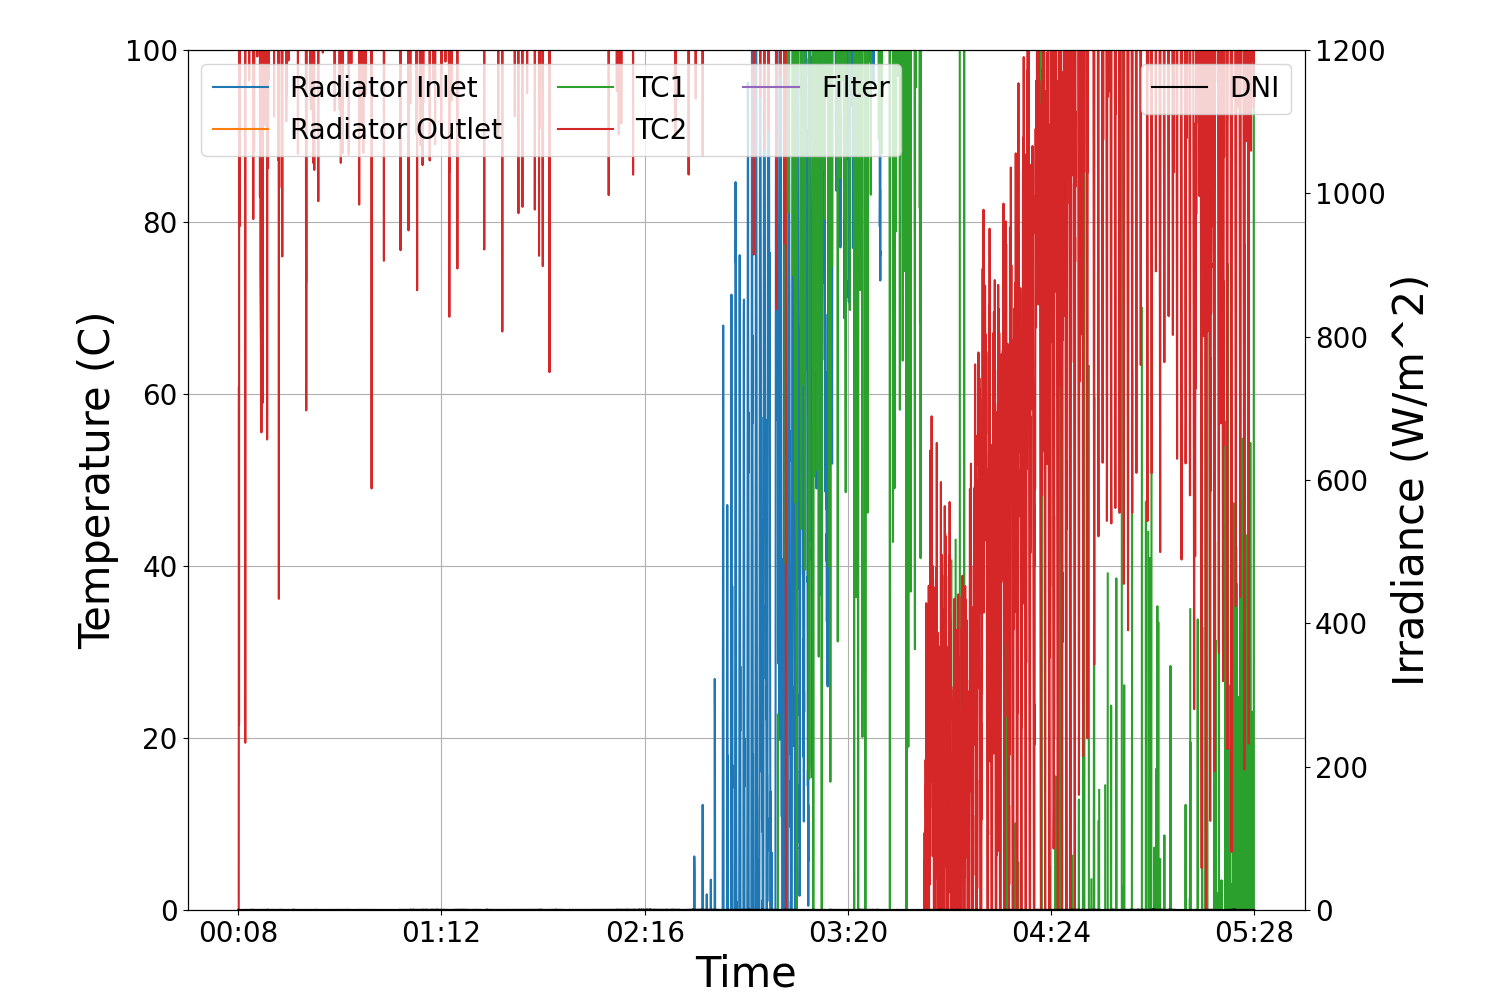 100
80
60
40
20
0
Temperature (C)
Radiator Inlet
Radiator Outlet
TC1
TC2
Filter
DNI
1200
1000
800
600
400
200
0
Irradiance (W/m^2)
00:08
01:12
02:16
03:20
04:24
05:28
Time